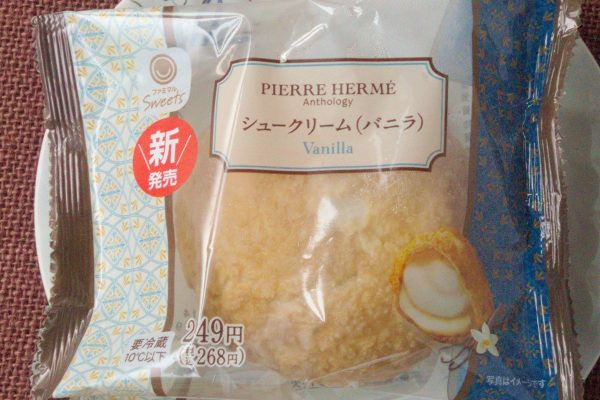 ファミマル
Sweets
PIERRE HERMÉ
Anthology
シュークリーム(バニラ)
Vanilla
新
発売
要冷蔵
10℃以下
249円
(税込268円)
写真はイメージです